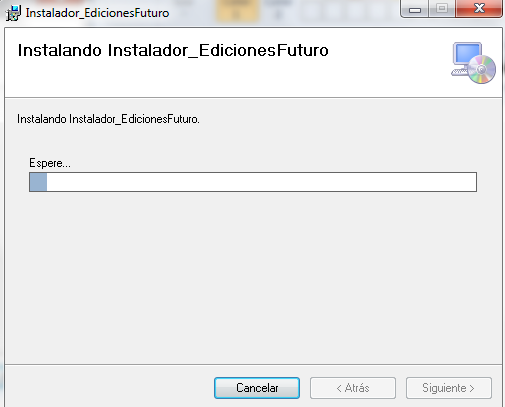 Instalador_EdicionesFuturo
Instalando Instalador_EdicionesFuturo
Instalando Instalador_EdicionesFuturo.
Espere...
Cancelar
< Atrás
Siguiente >